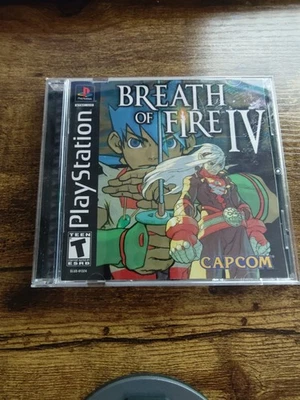 BREATH
OF FIRE IV
PlayStation
TEEN
T
ESRB
CAPCOM